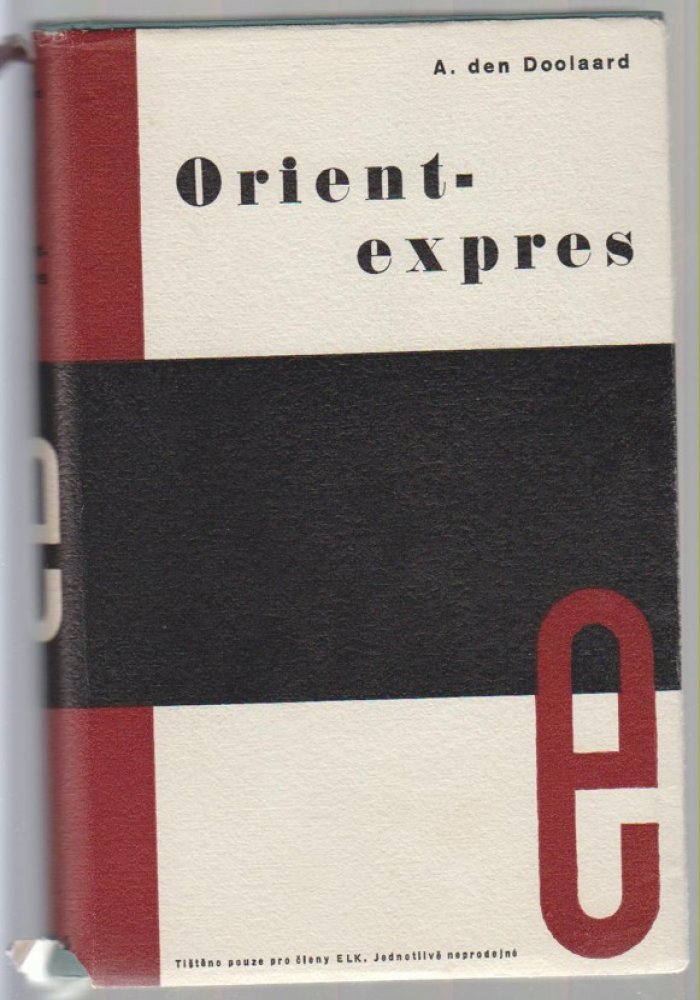 A. den Doolaard
Orient-
expres
e
e
Tištěno pouze pro členy ELK. Jednotlivě neprodejné